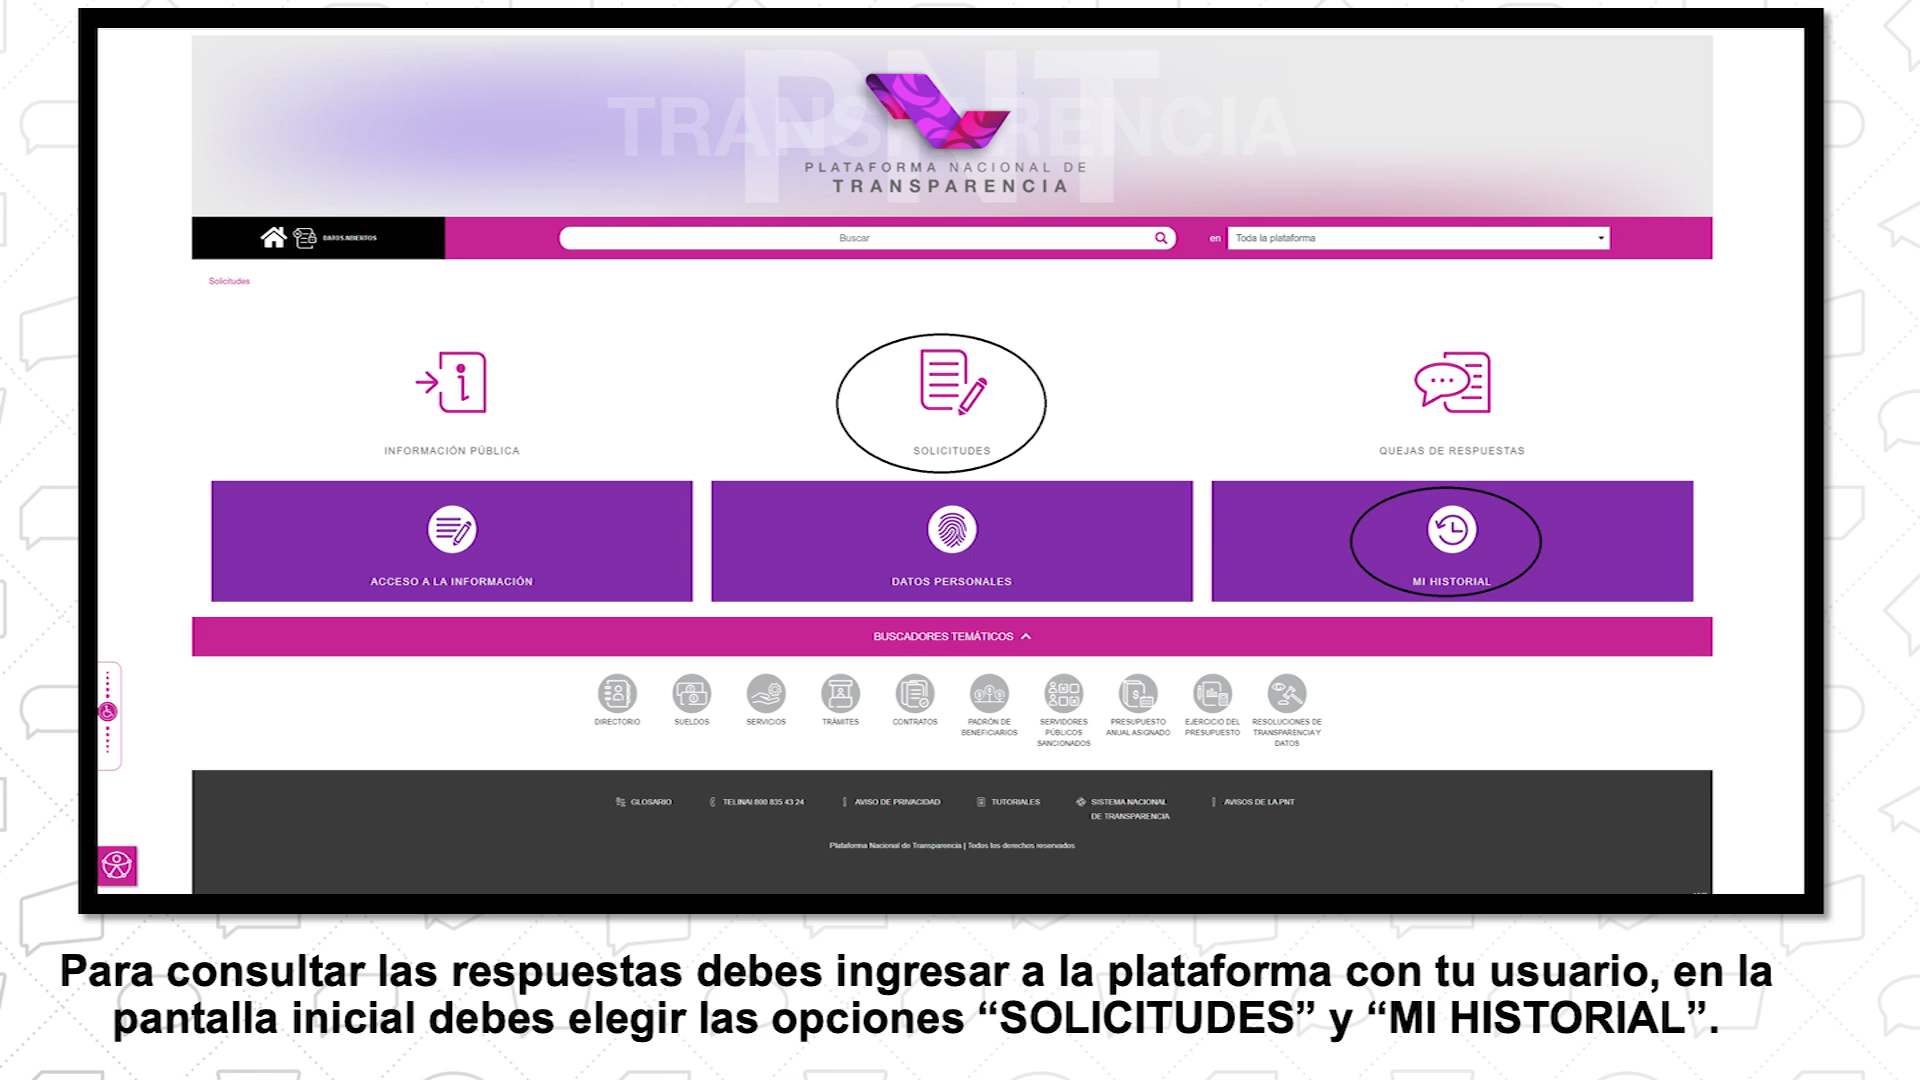 PNT
TRANSPARENCIA
PLATAFORMA NACIONAL DE
TRANSPARENCIA
DATOS ABIERTOS
Buscar
en
Toda la plataforma
Solicitudes
INFORMACIÓN PÚBLICA
SOLICITUDES
QUEJAS DE RESPUESTAS
ACCESO A LA INFORMACIÓN
DATOS PERSONALES
MI HISTORIAL
BUSCADORES TEMÁTICOS
DIRECTORIO
SUELDOS
SERVICIOS
TRÁMITES
CONTRATOS
PADRÓN DE
BENEFICIARIOS
SERVIDORES
PÚBLICOS
SANCIONADOS
PRESUPUESTO
ANUAL ASIGNADO
EJERCICIO DEL
PRESUPUESTO
RESOLUCIONES DE
TRANSPARENCIA Y
DATOS
GLOSARIO
TELINAI 800 835 43 24
AVISO DE PRIVACIDAD
TUTORIALES
SISTEMA NACIONAL
DE TRANSPARENCIA
AVISOS DE LA PNT
Plataforma Nacional de Transparencia | Todos los derechos reservados
Para consultar las respuestas debes ingresar a la plataforma con tu usuario, en la
pantalla inicial debes elegir las opciones “SOLICITUDES” y “MI HISTORIAL”.